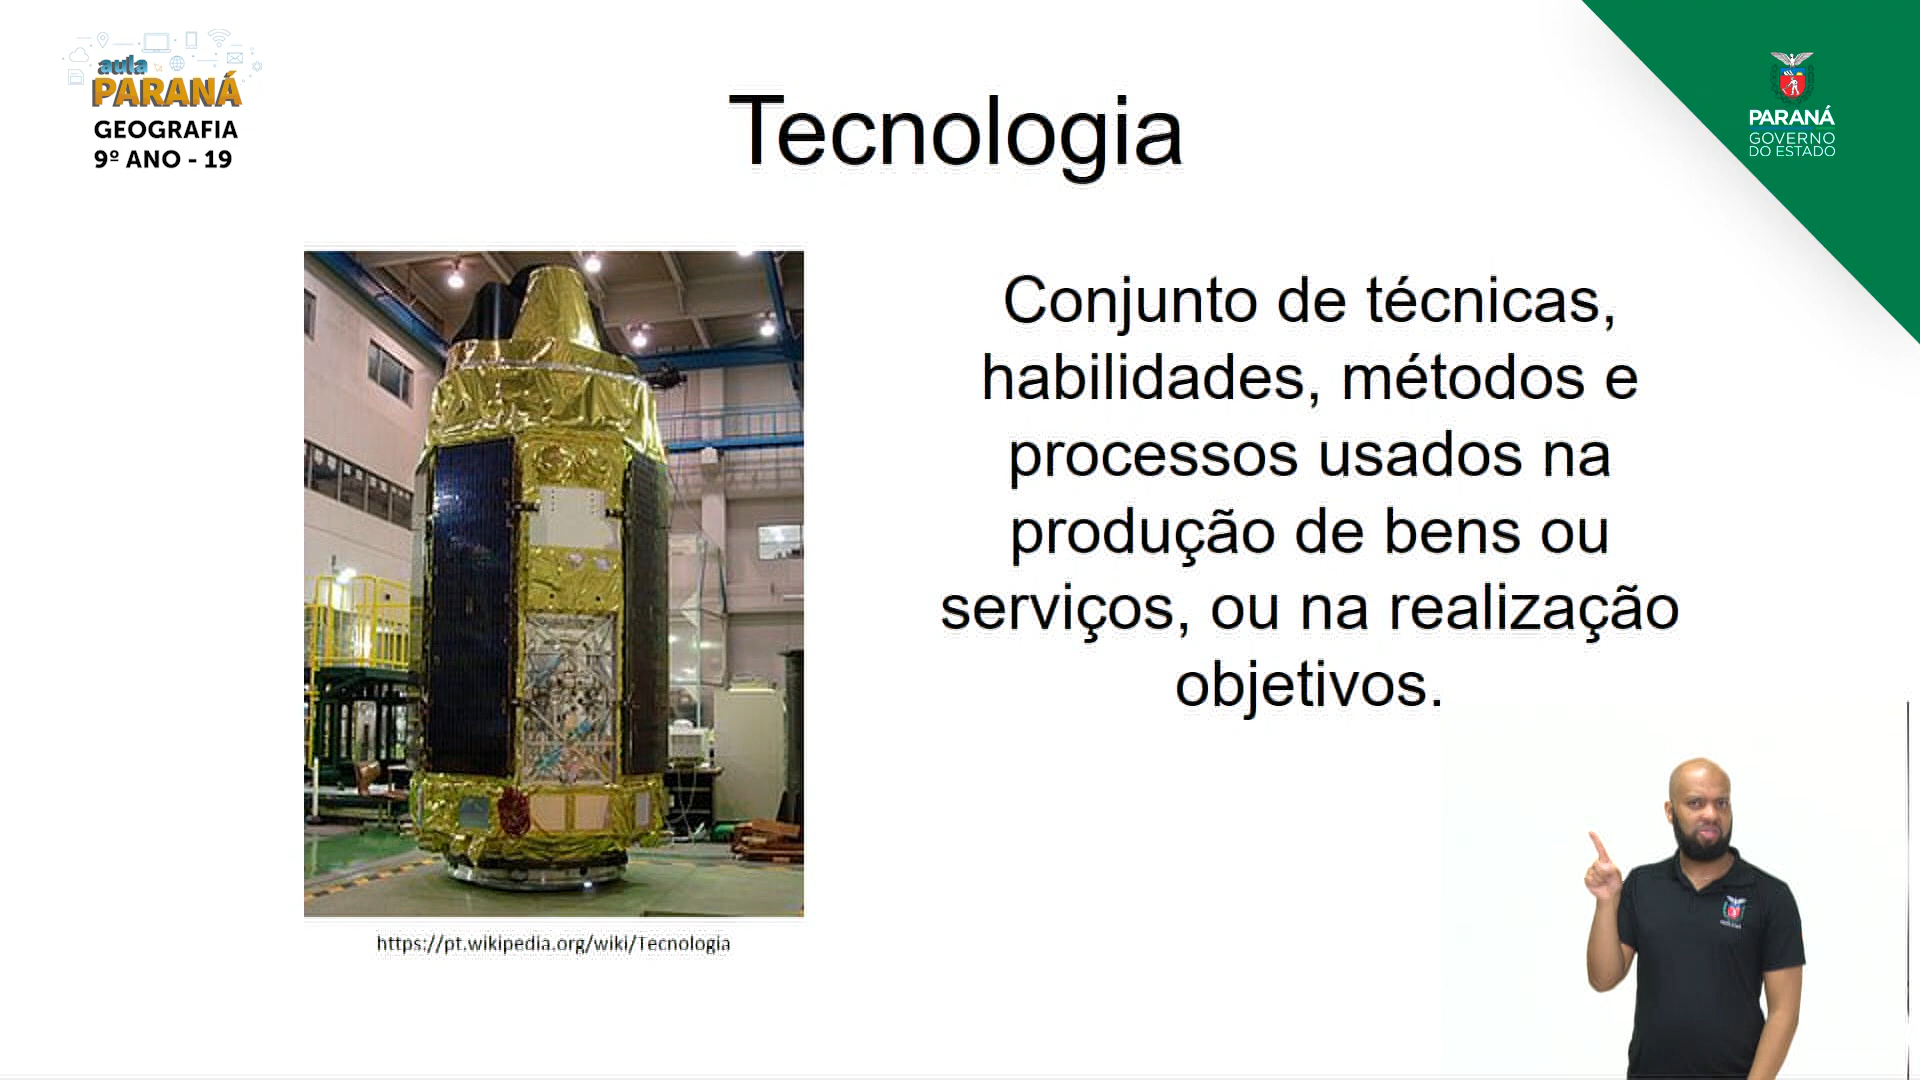 aula
PARANÁ
GEOGRAFIA
9º ANO - 19
Tecnologia
PARANÁ
GOVERNO
DO ESTADO
Conjunto de técnicas,
habilidades, métodos e
processos usados na
produção de bens ou
serviços, ou na realização
objetivos.
https://pt.wikipedia.org/wiki/Tecnologia